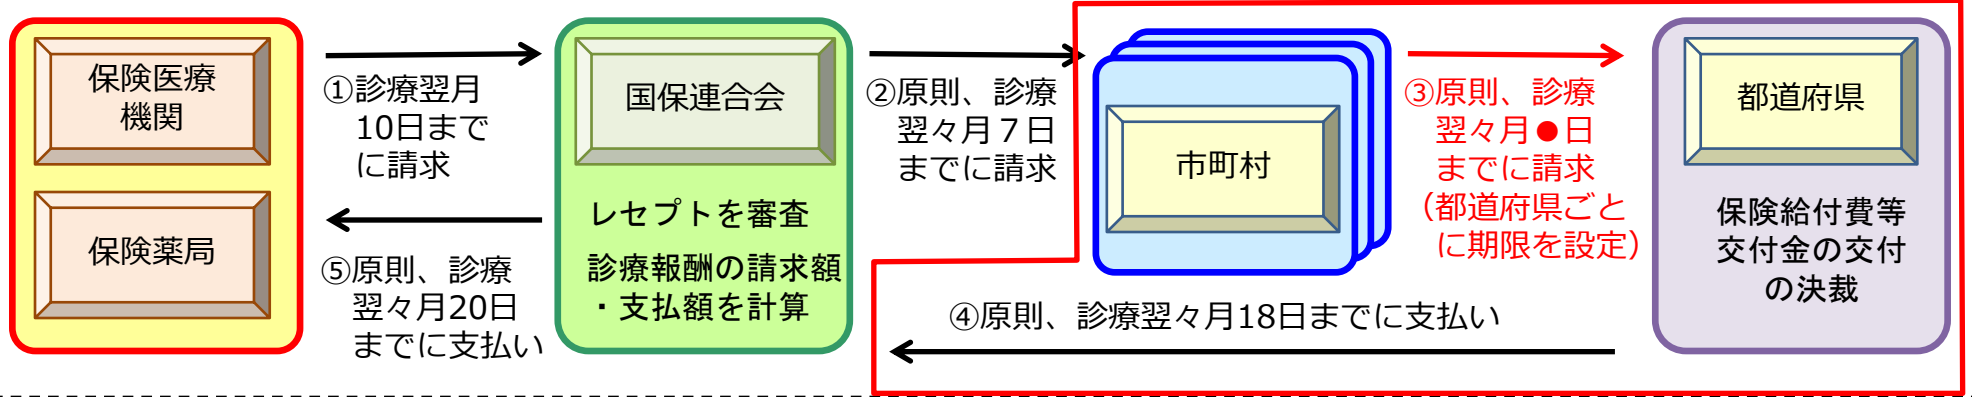 保険医療
機関
保険薬局
①診療翌月
10日まで
に請求
⑤原則、診療
翌々月20日
までに支払い
国保連合会
レセプトを審査
診療報酬の請求額
・支払額を計算
②原則、診療
翌々月７日
までに請求
市町村
③原則、診療
翌々月●日
までに請求
（都道府県ごと
に期限を設定）
④原則、診療翌々月18日までに支払い
都道府県
保険給付費等
交付金の交付
の決裁